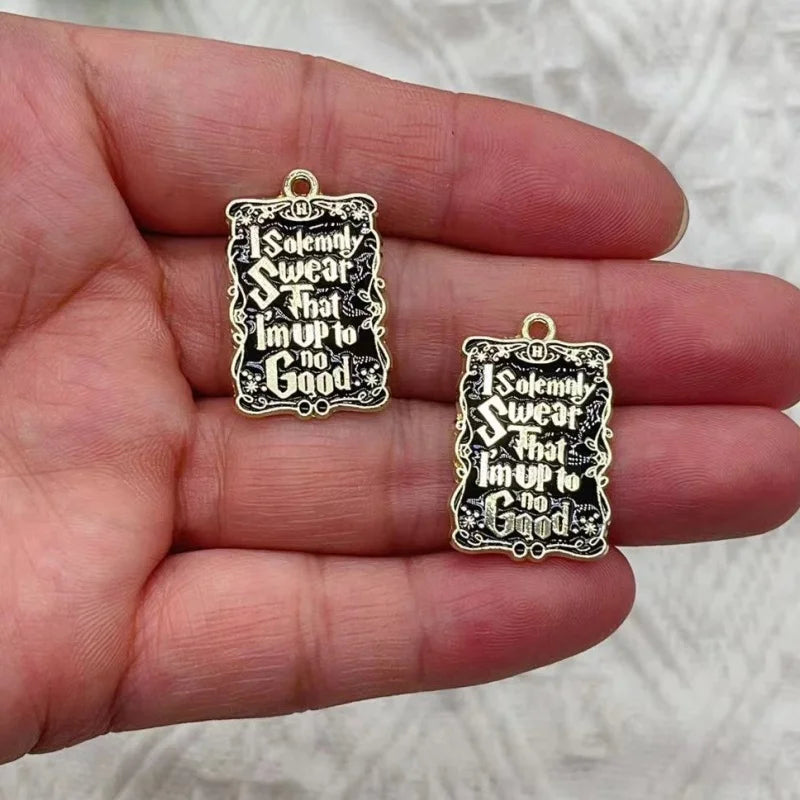 H
I Solemnly
Swear
That
I'm UP to
no
Good
H
I Solemnly
Swear
That
I'm UP to
no
Good